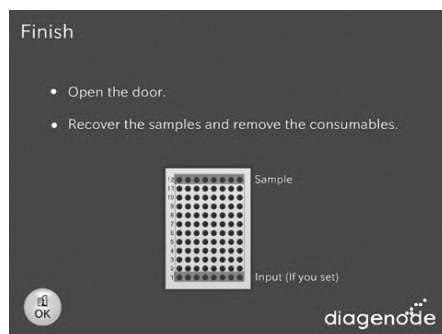 Finish
• Open the door.
• Recover the samples and remove the consumables.
12
Sample
11
10
9
8
7
6
5
4
3
2
1
Input (If you set)
OK
diagenode